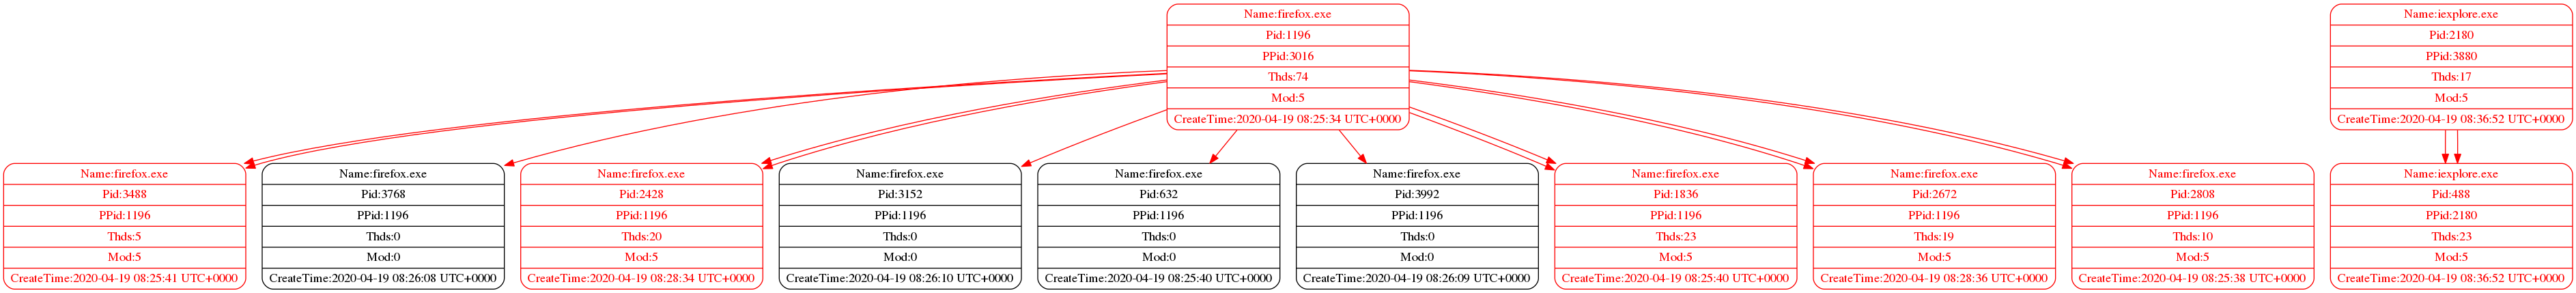 Name:firefox.exe
Pid:1196
PPid:3016
Thds:74
Mod:5
CreateTime:2020-04-19 08:25:34 UTC+0000
Name:iexplore.exe
Pid:2180
PPid:3880
Thds:17
Mod:5
CreateTime:2020-04-19 08:36:52 UTC+0000
Name:firefox.exe
Pid:3488
PPid:1196
Thds:5
Mod:5
CreateTime:2020-04-19 08:25:41 UTC+0000
Name:firefox.exe
Pid:3768
PPid:1196
Thds:0
Mod:0
CreateTime:2020-04-19 08:26:08 UTC+0000
Name:firefox.exe
Pid:2428
PPid:1196
Thds:20
Mod:5
CreateTime:2020-04-19 08:28:34 UTC+0000
Name:firefox.exe
Pid:3152
PPid:1196
Thds:0
Mod:0
CreateTime:2020-04-19 08:26:10 UTC+0000
Name:firefox.exe
Pid:632
PPid:1196
Thds:0
Mod:0
CreateTime:2020-04-19 08:25:40 UTC+0000
Name:firefox.exe
Pid:3992
PPid:1196
Thds:0
Mod:0
CreateTime:2020-04-19 08:26:09 UTC+0000
Name:firefox.exe
Pid:1836
PPid:1196
Thds:23
Mod:5
CreateTime:2020-04-19 08:25:40 UTC+0000
Name:firefox.exe
Pid:2672
PPid:1196
Thds:19
Mod:5
CreateTime:2020-04-19 08:28:36 UTC+0000
Name:firefox.exe
Pid:2808
PPid:1196
Thds:10
Mod:5
CreateTime:2020-04-19 08:25:38 UTC+0000
Name:iexplore.exe
Pid:488
PPid:2180
Thds:23
Mod:5
CreateTime:2020-04-19 08:36:52 UTC+0000